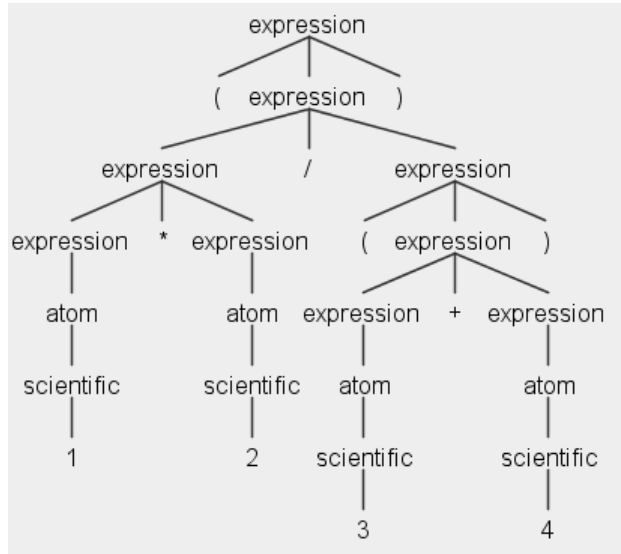 expression
( expression )
expression / expression
expression * expression ( expression )
atom atom expression + expression
scientific scientific atom atom
1 2 scientific scientific
3 4